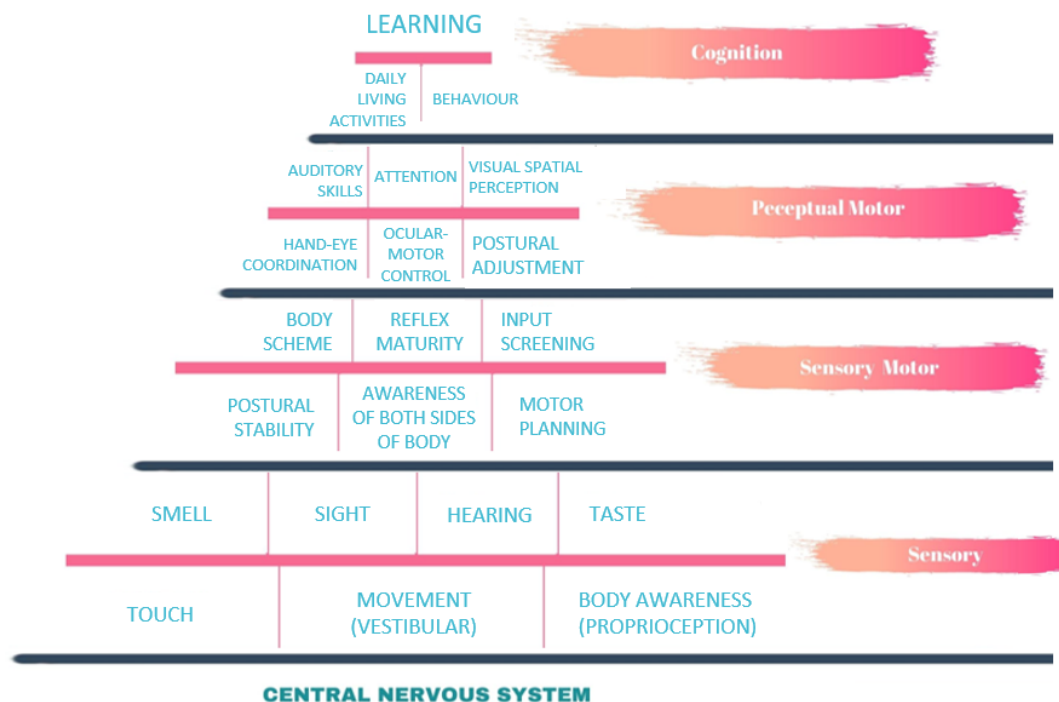 LEARNING
Cognition
DAILY
LIVING
ACTIVITIES
BEHAVIOUR
AUDITORY
SKILLS
ATTENTION
VISUAL SPATIAL
PERCEPTION
Peceptual Motor
HAND-EYE
COORDINATION
OCULAR-
MOTOR
CONTROL
POSTURAL
ADJUSTMENT
BODY
SCHEME
REFLEX
MATURITY
INPUT
SCREENING
Sensory Motor
POSTURAL
STABILITY
AWARENESS
OF BOTH SIDES
OF BODY
MOTOR
PLANNING
SMELL
SIGHT
HEARING
TASTE
Sensory
TOUCH
MOVEMENT
(VESTIBULAR)
BODY AWARENESS
(PROPRIOCEPTION)
CENTRAL NERVOUS SYSTEM